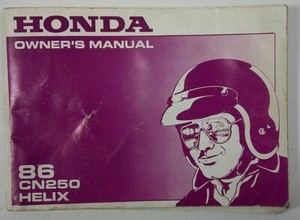 HONDA
OWNER'S MANUAL
86
CN250
HELIX